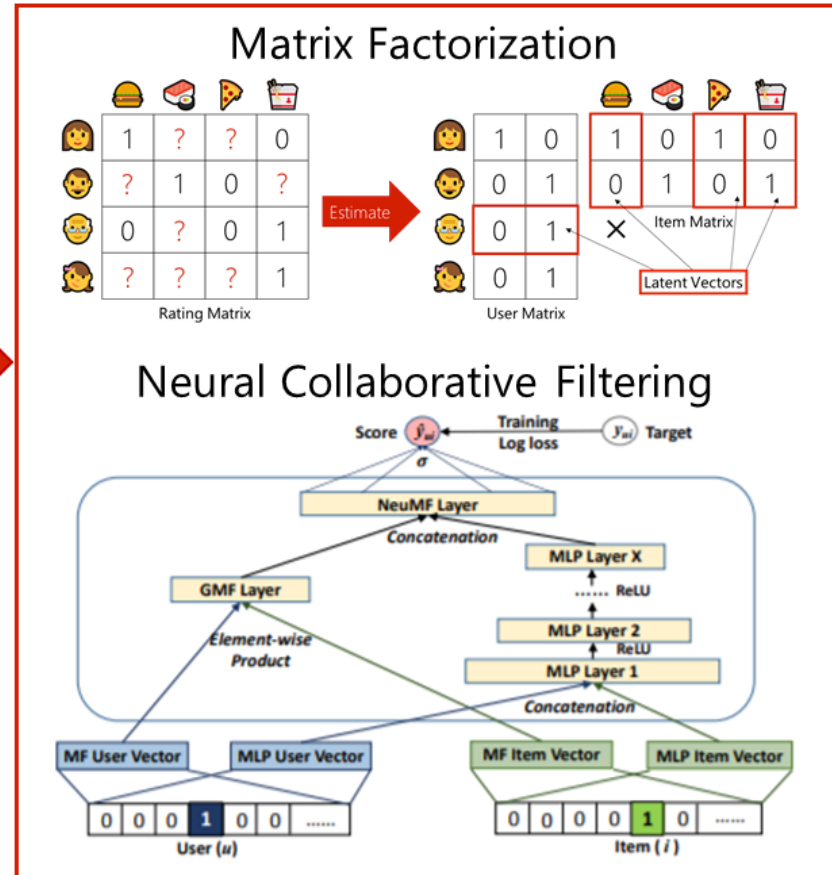 Matrix Factorization
1 ? ? 0
? 1 0 ?
0 ? 0 1
? ? ? 1
Rating Matrix
Estimate
1 0
0 1
0 1
0 1
User Matrix
×
1 0 1 0
0 1 0 1
Item Matrix
Latent Vectors
Neural Collaborative Filtering
Score ŷui Training yui Target
Log loss
σ
NeuMF Layer
Concatenation
MLP Layer X
GMF Layer
...... ReLU
Element-wise
Product
MLP Layer 2
ReLU
MLP Layer 1
Concatenation
MF User Vector MLP User Vector MF Item Vector MLP Item Vector
0 0 0 1 0 0 ...... 0 0 0 0 1 0 ......
User (u) Item ( i )